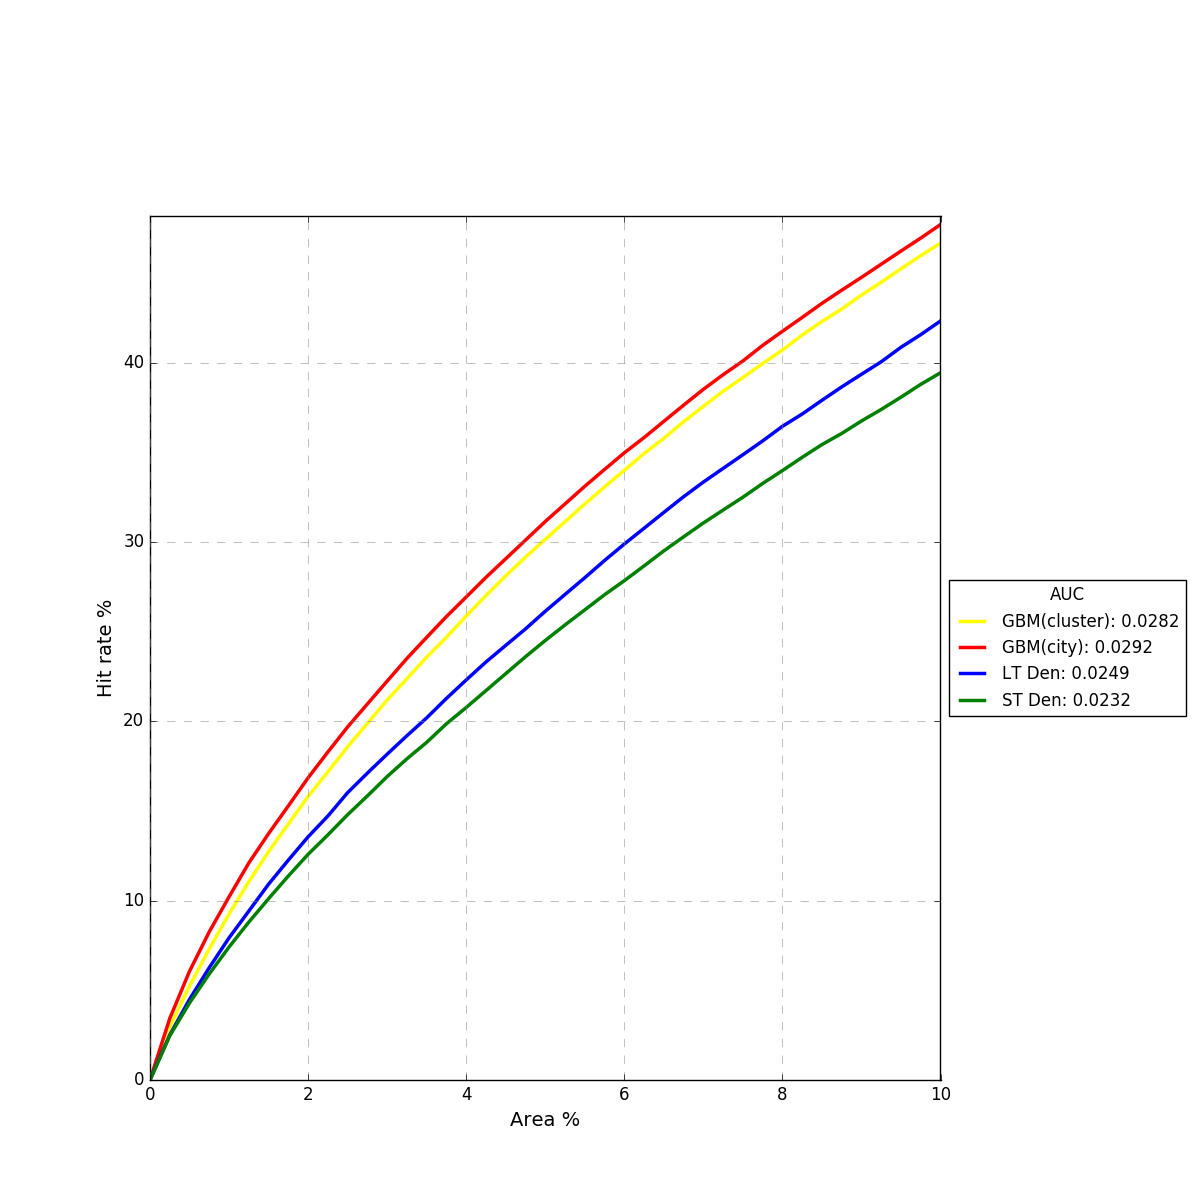 40
30
20
10
0
Hit rate %
0 2 4 6 8 10
Area %
AUC
GBM(cluster): 0.0282
GBM(city): 0.0292
LT Den: 0.0249
ST Den: 0.0232